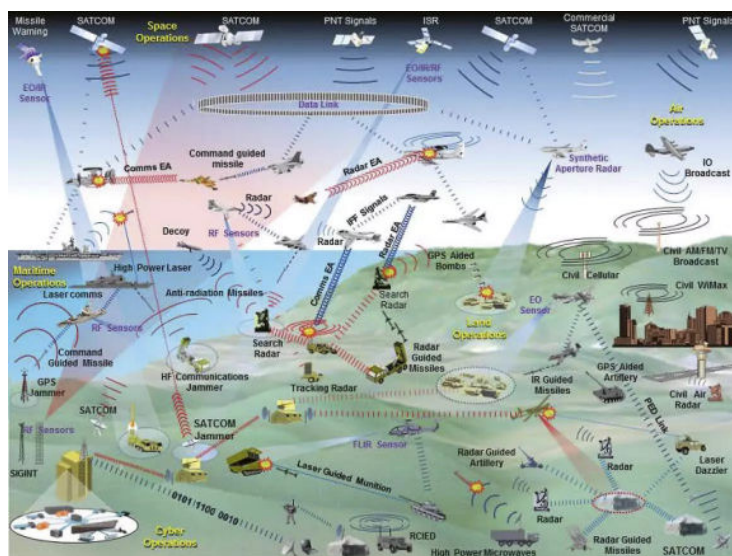 Missile
Warning
SATCOM
Space
Operations
SATCOM
PNT Signals
ISR
SATCOM
Commercial
SATCOM
PNT Signals
EO/IR
Sensor
EO/IR/RF
Sensors
Data Link
Air
Operations
Comms EA
Command guided
missile
Radar EA
Synthetic
Aperture Radar
IO
Broadcast
Radar
RF Sensors
IFF Signals
Radar
Radar EA
Decoy
Maritime
Operations
High Power Laser
Laser comms
Anti-radiation Missiles
Comms EA
GPS Aided
Bombs
Civil
Cellular
Civil AM/FM/TV
Broadcast
RF Sensors
Search
Radar
EO
Sensor
Civil WiMax
Land
Operations
Command
Guided Missile
Search
Radar
Radar
Guided
Missiles
GPS
Jammer
HF Communications
Jammer
Tracking Radar
IR Guided
Missiles
GPS Aided
Artillery
Civil Air
Radar
SATCOM
RF Sensors
SATCOM
Jammer
FLIR Sensor
PED Link
SIGINT
Laser Guided Munition
Radar Guided
Artillery
Radar
Laser
Dazzler
0101/1100 0010
Cyber
Operations
RCIED
High Power Microwaves
Radar
Radar Guided
Missiles
SATCOM